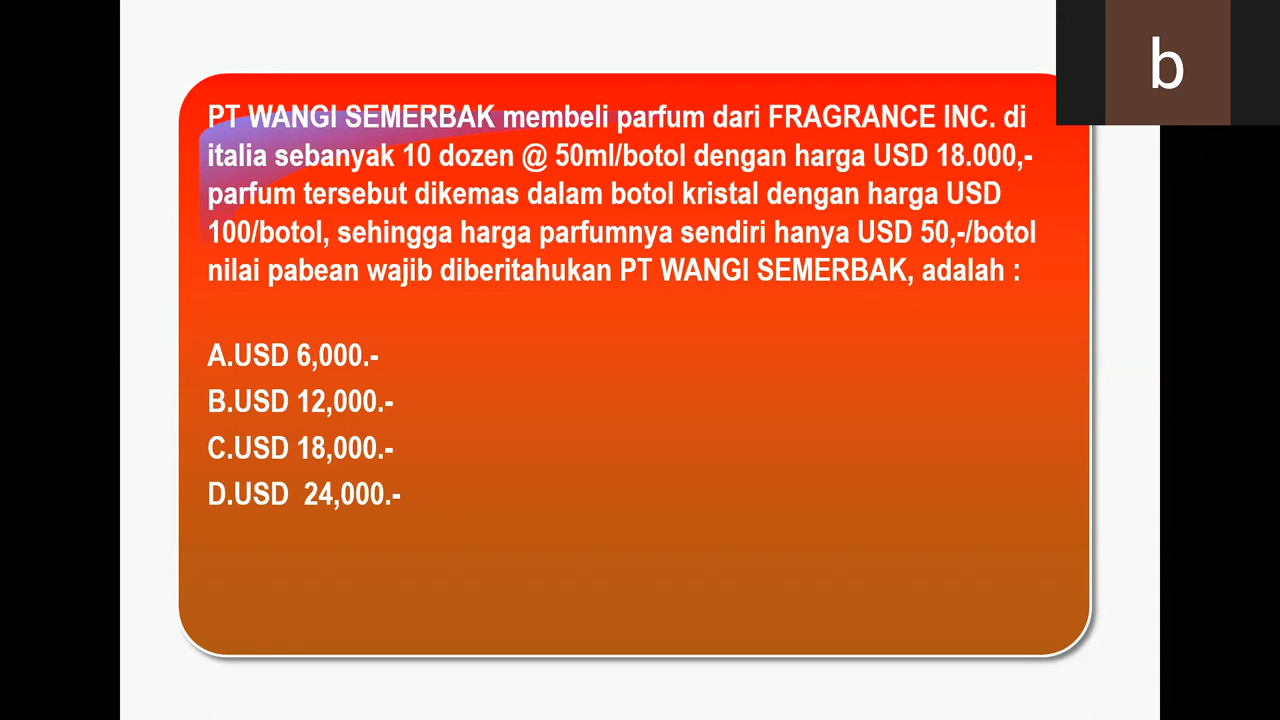 b
PT WANGI SEMERBAK membeli parfum dari FRAGRANCE INC. di
italia sebanyak 10 dozen @ 50ml/botol dengan harga USD 18.000,-
parfum tersebut dikemas dalam botol kristal dengan harga USD
100/botol, sehingga harga parfumnya sendiri hanya USD 50,-/botol
nilai pabean wajib diberitahukan PT WANGI SEMERBAK, adalah :
A.USD 6,000.-
B.USD 12,000.-
C.USD 18,000.-
D.USD  24,000.-